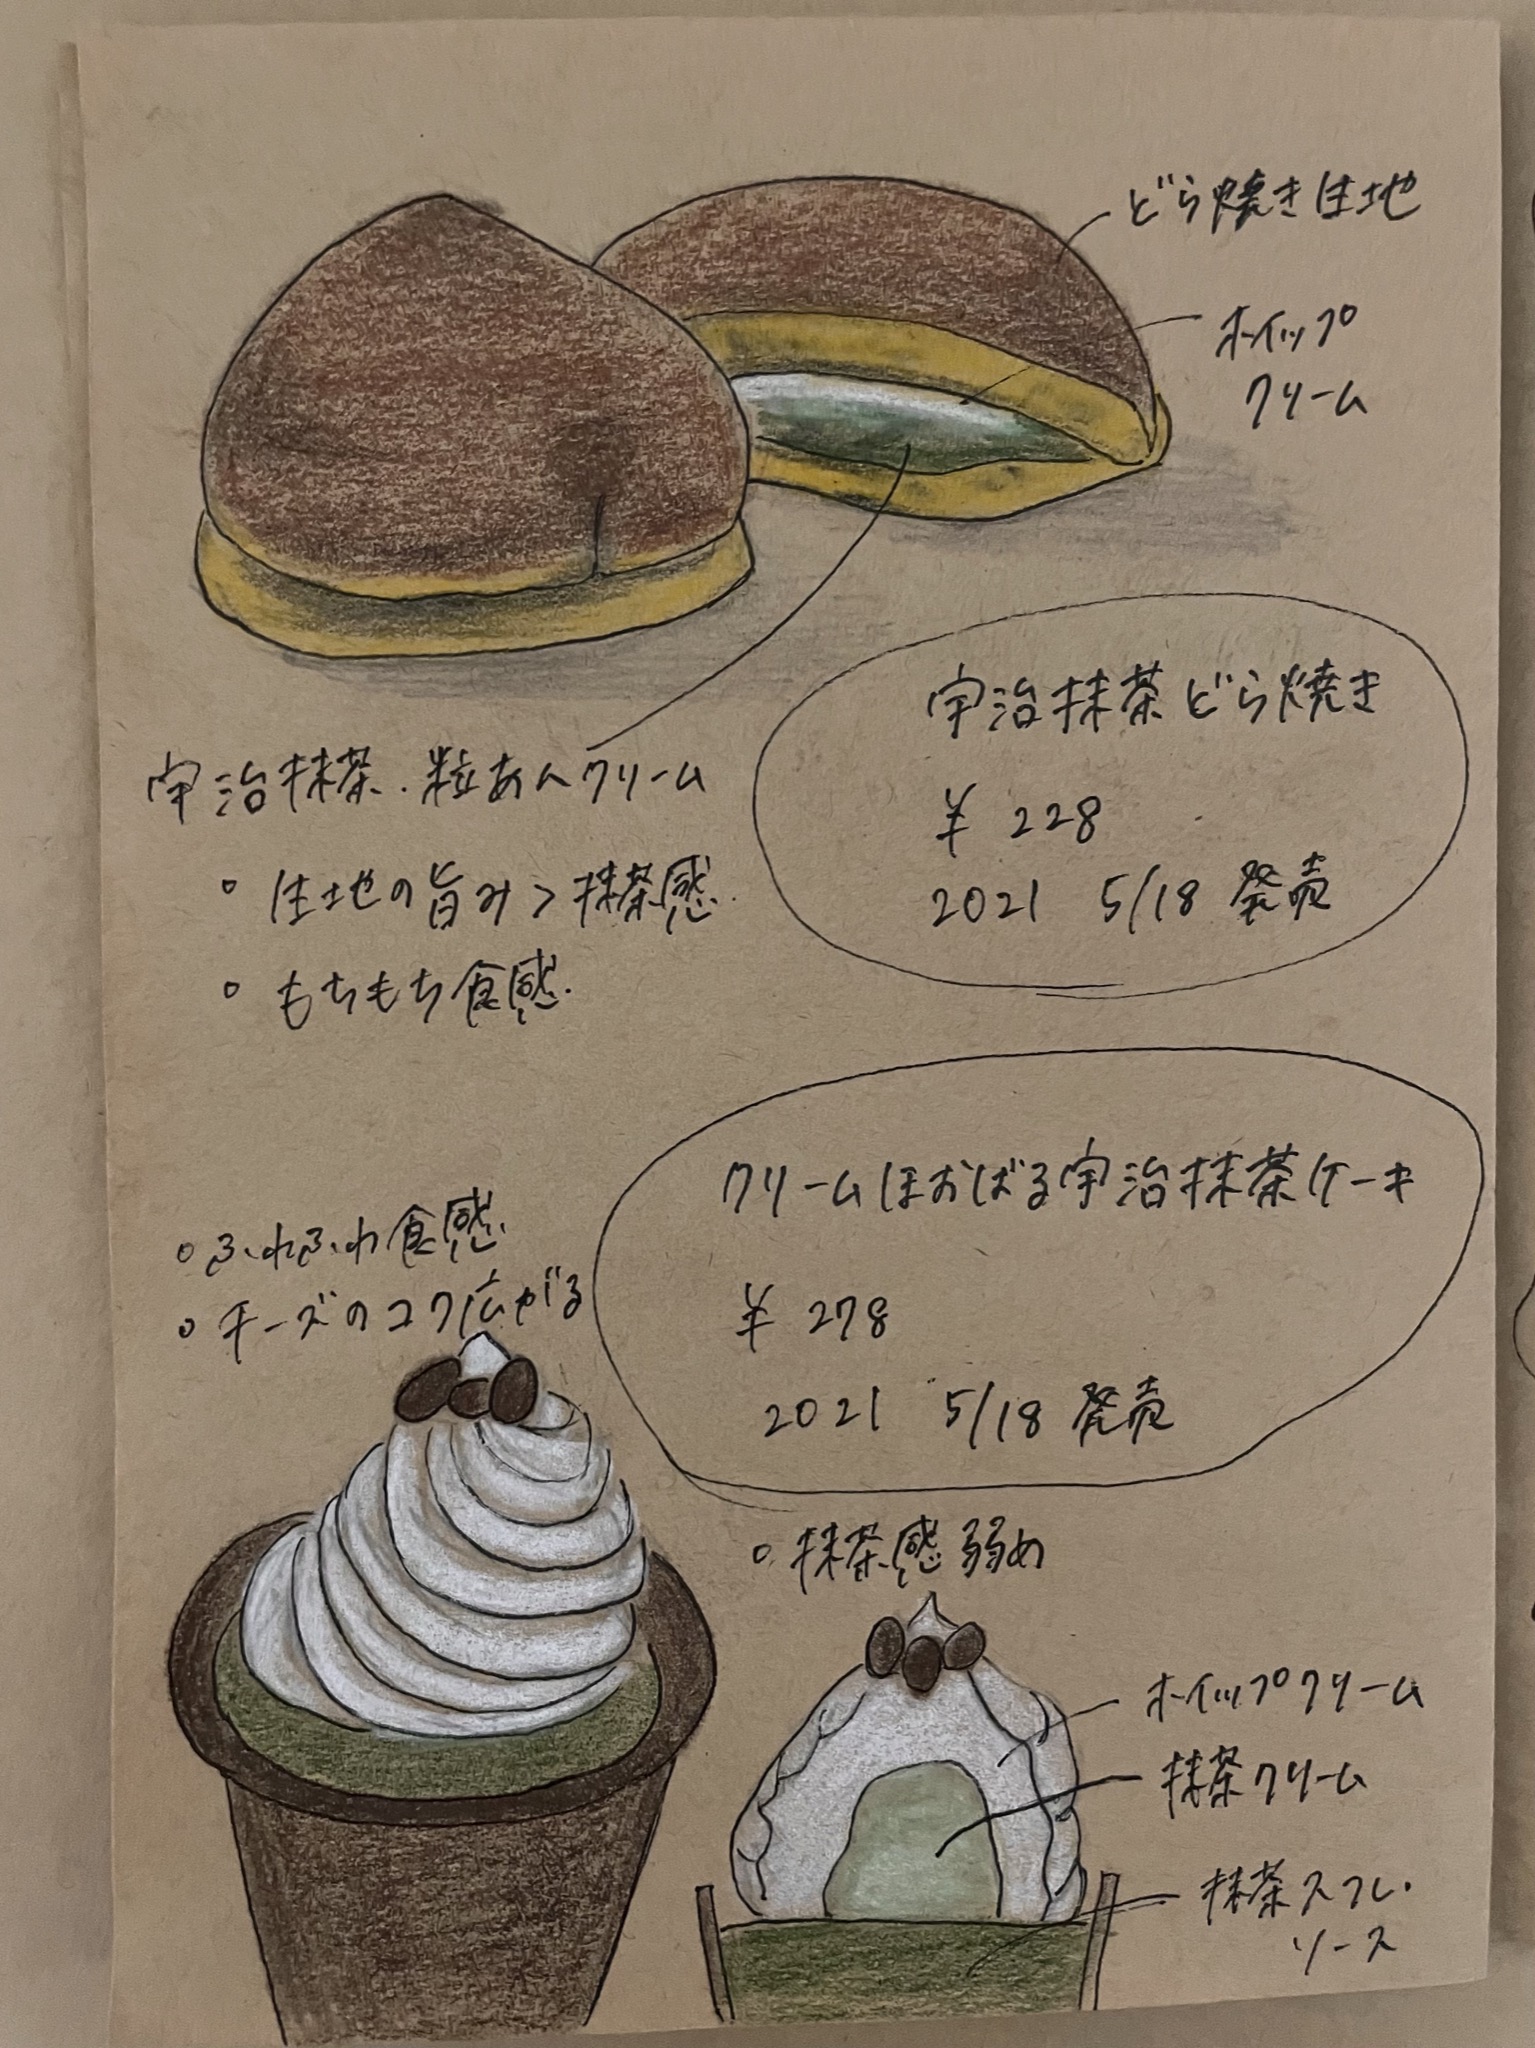 どら焼き生地
ホイップ
クリーム
宇治抹茶どら焼き
¥ 228
2021 5/18 発売
宇治抹茶・粒あんクリーム
◦ 生地の旨み>抹茶感
◦ もちもち食感.
クリームほおばる宇治抹茶ケーキ
¥ 278
2021 5/18 発売
◦ ふわふわ食感
◦ チーズのコク広がる
◦ 抹茶感弱め
ホイップクリーム
抹茶クリーム
抹茶スフレ・
ソース